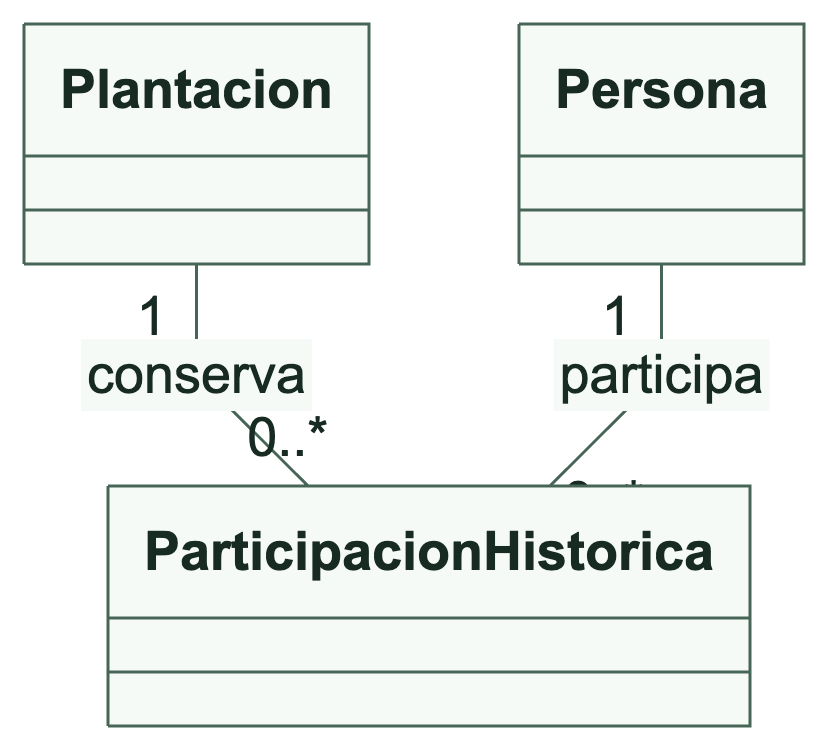 Plantacion
Persona
1
1
conserva
participa
0..*
ParticipacionHistorica